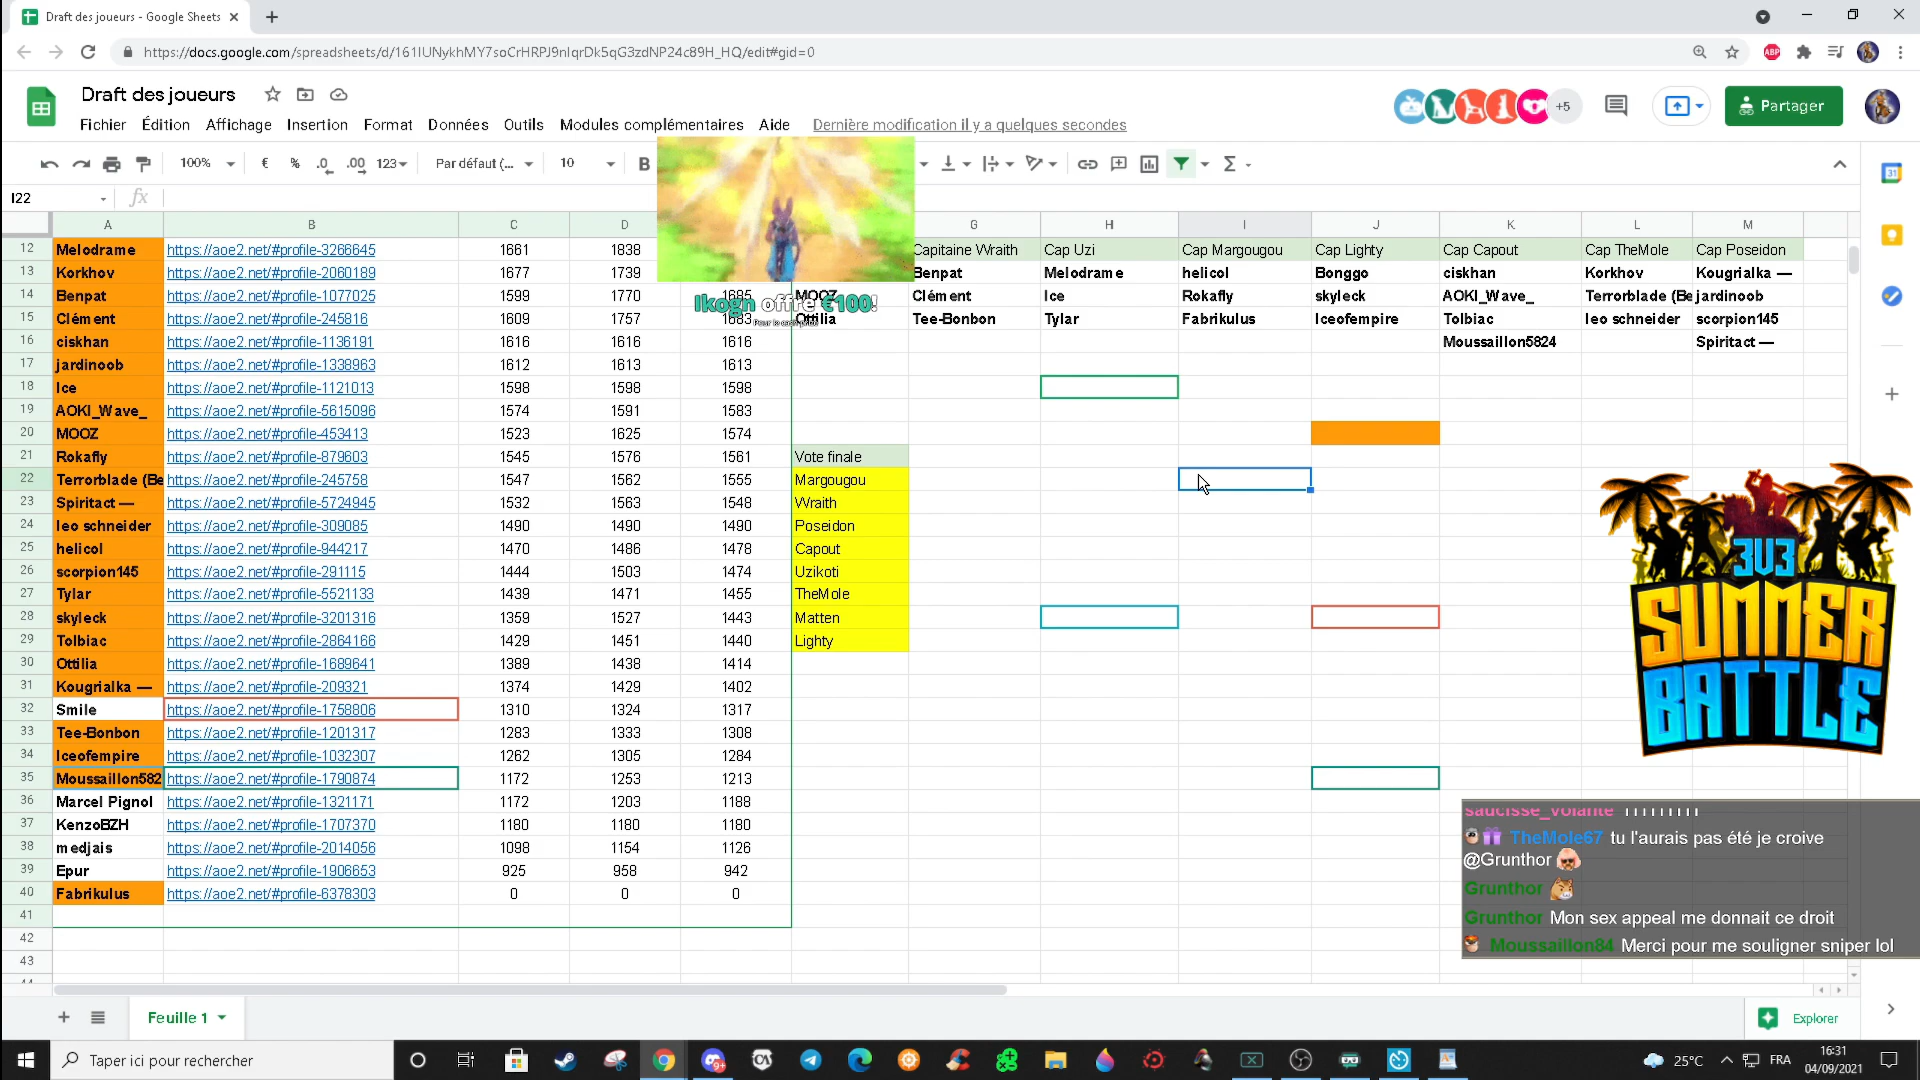 Draft des joueurs - Google Sheets
https://docs.google.com/spreadsheets/d/161IUNykhMY7soCrHRPJ9nIqrDk5qG3zdNP24c89H_HQ/edit#gid=0
Draft des joueurs
+5
Partager
Fichier Édition Affichage Insertion Format Données Outils Modules complémentaires Aide Dernière modification il y a quelques secondes
100% € % .0 .00 123 Par défaut (... 10 B
I22 fx
A B C D G H I J K L M
12 Melodrame https://aoe2.net/#profile-3266645 1661 1838 Capitaine Wraith Cap Uzi Cap Margougou Cap Lighty Cap Capout Cap TheMole Cap Poseidon
13 Korkhov https://aoe2.net/#profile-2060189 1677 1739 Benpat Melodrame helicol Bonggo ciskhan Korkhov Kougrialka —
14 Benpat https://aoe2.net/#profile-1077025 1599 1770 1685 MOOZ Clément Ice Rokafly skyleck AOKI_Wave_ Terrorblade (Be jardinoob
Ikogn offre €100!
15 Clément https://aoe2.net/#profile-245816 1609 1757 1683 Ottilia Tee-Bonbon Tylar Fabrikulus Iceofempire Tolbiac leo schneider scorpion145
16 ciskhan https://aoe2.net/#profile-1136191 1616 1616 1616 Moussaillon5824 Spiritact —
17 jardinoob https://aoe2.net/#profile-1338963 1612 1613 1613
18 Ice https://aoe2.net/#profile-1121013 1598 1598 1598
19 AOKI_Wave_ https://aoe2.net/#profile-5615096 1574 1591 1583
20 MOOZ https://aoe2.net/#profile-453413 1523 1625 1574
21 Rokafly https://aoe2.net/#profile-879603 1545 1576 1561 Vote finale
22 Terrorblade (Be https://aoe2.net/#profile-245758 1547 1562 1555 Margougou
23 Spiritact — https://aoe2.net/#profile-5724945 1532 1563 1548 Wraith
24 leo schneider https://aoe2.net/#profile-309085 1490 1490 1490 Poseidon
25 helicol https://aoe2.net/#profile-944217 1470 1486 1478 Capout
26 scorpion145 https://aoe2.net/#profile-291115 1444 1503 1474 Uzikoti
27 Tylar https://aoe2.net/#profile-5521133 1439 1471 1455 TheMole
28 skyleck https://aoe2.net/#profile-3201316 1359 1527 1443 Matten
29 Tolbiac https://aoe2.net/#profile-2864166 1429 1451 1440 Lighty
30 Ottilia https://aoe2.net/#profile-1689641 1389 1438 1414
31 Kougrialka — https://aoe2.net/#profile-209321 1374 1429 1402
32 Smile https://aoe2.net/#profile-1758806 1310 1324 1317
33 Tee-Bonbon https://aoe2.net/#profile-1201317 1283 1333 1308
34 Iceofempire https://aoe2.net/#profile-1032307 1262 1305 1284
35 Moussaillon582 https://aoe2.net/#profile-1790874 1172 1253 1213
36 Marcel Pignol https://aoe2.net/#profile-1321171 1172 1203 1188
37 KenzoBZH https://aoe2.net/#profile-1707370 1180 1180 1180
38 medjais https://aoe2.net/#profile-2014056 1098 1154 1126
39 Epur https://aoe2.net/#profile-1906653 925 958 942
40 Fabrikulus https://aoe2.net/#profile-6378303 0 0 0
41
42
43
3V3
SUMMER
BATTLE
saucisse_volante
TheMole67 tu l'aurais pas été je croive
@Grunthor
Grunthor
Grunthor Mon sex appeal me donnait ce droit
Moussaillon84 Merci pour me souligner sniper lol
Feuille 1
Explorer
Taper ici pour rechercher
25°C FRA 16:31
04/09/2021